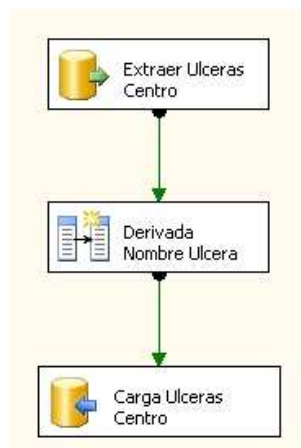 Extraer Ulceras
Centro
Derivada
Nombre Ulcera
Carga Ulceras
Centro